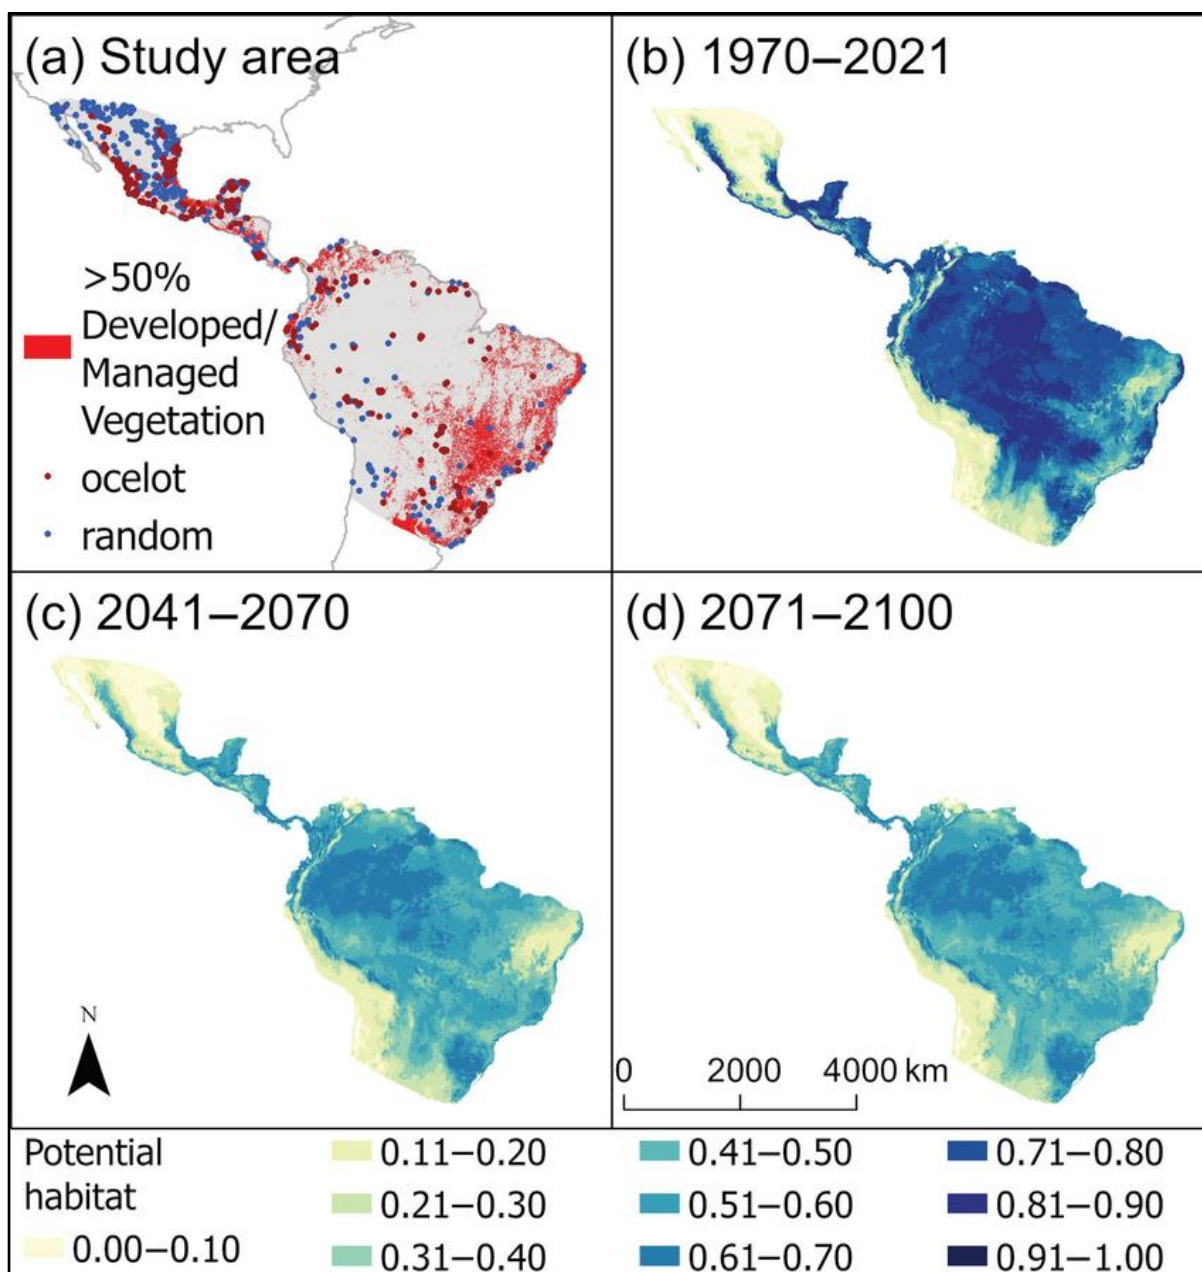 (a) Study area
>50%
Developed/
Managed
Vegetation
ocelot
random
(b) 1970–2021
(c) 2041–2070
N
(d) 2071–2100
0 2000 4000 km
Potential
habitat
0.00–0.10
0.11–0.20
0.21–0.30
0.31–0.40
0.41–0.50
0.51–0.60
0.61–0.70
0.71–0.80
0.81–0.90
0.91–1.00